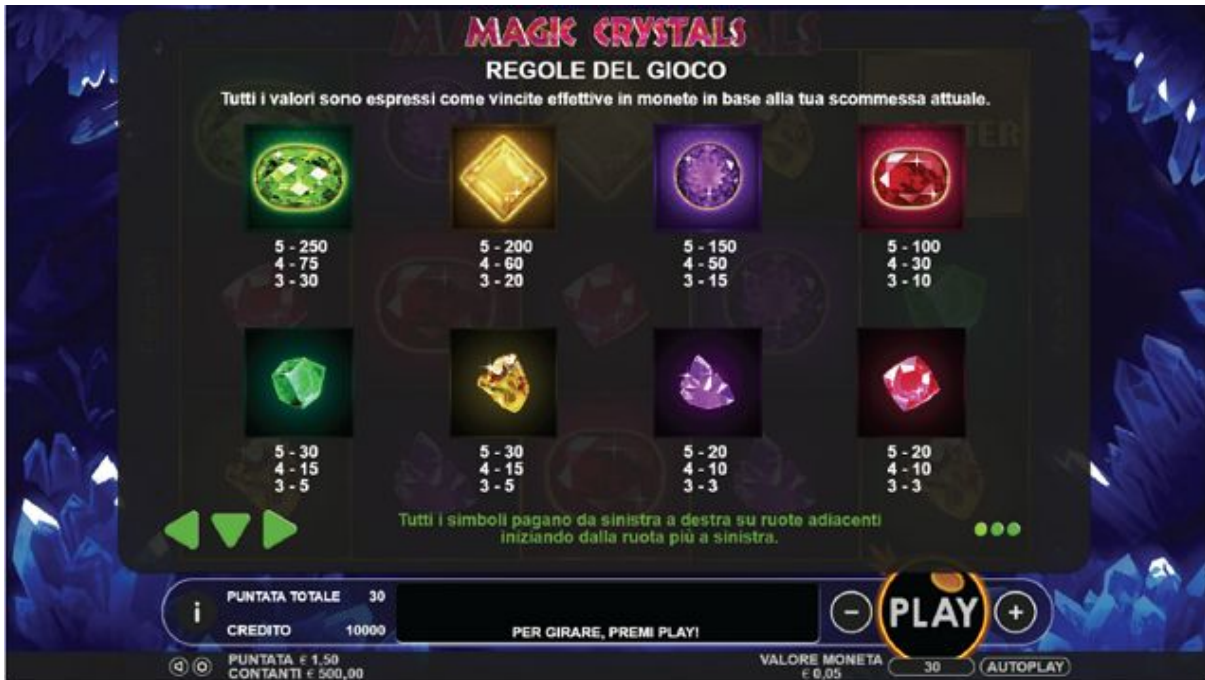 MAGIC CRYSTALS
REGOLE DEL GIOCO
Tutti i valori sono espressi come vincite effettive in monete in base alla tua scommessa attuale.
5 - 250
4 - 75
3 - 30
5 - 200
4 - 60
3 - 20
5 - 150
4 - 50
3 - 15
5 - 100
4 - 30
3 - 10
5 - 30
4 - 15
3 - 5
5 - 30
4 - 15
3 - 5
5 - 20
4 - 10
3 - 3
5 - 20
4 - 10
3 - 3
Tutti i simboli pagano da sinistra a destra su ruote adiacenti
iniziando dalla ruota più a sinistra.
i
PUNTATA TOTALE 30
CREDITO 10000
PER GIRARE, PREMI PLAY!
PLAY
PUNTATA € 1,50
CONTANTI € 500,00
VALORE MONETA
€ 0,05
30
AUTOPLAY